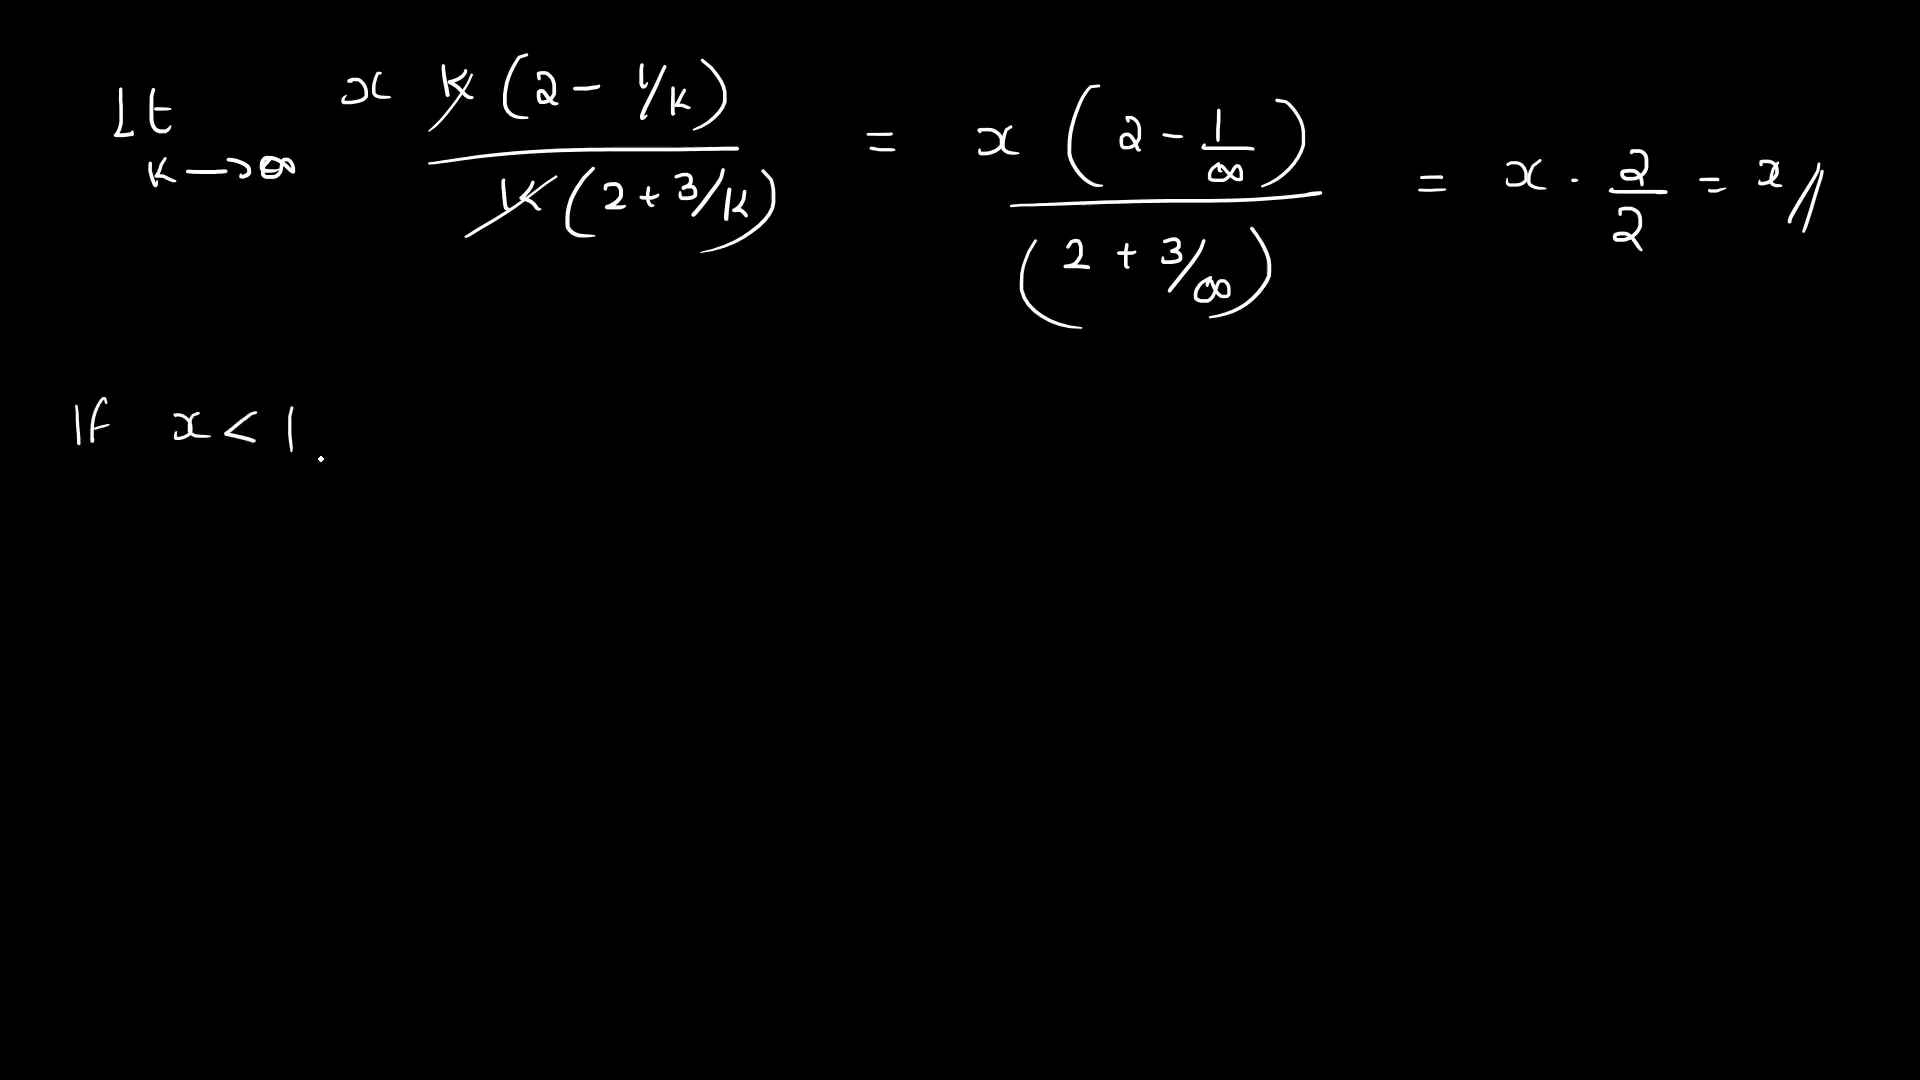 Lt k→∞ x k(2 - 1/k) / k(2 + 3/k) = x(2 - 1/∞) / (2 + 3/∞) = x · 2/2 = x//
If x < 1.